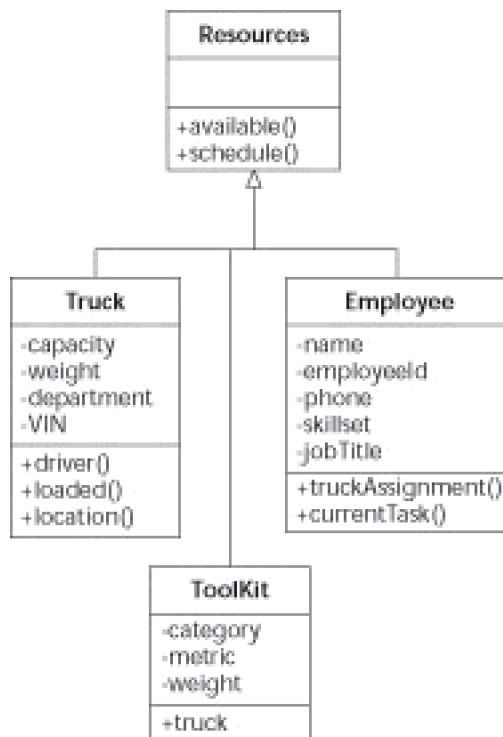 Resources
+available()
+schedule()
Truck
-capacity
-weight
-department
-VIN
+driver()
+loaded()
+location()
Employee
-name
-employeeId
-phone
-skillset
-jobTitle
+truckAssignment()
+currentTask()
ToolKit
-category
-metric
-weight
+truck